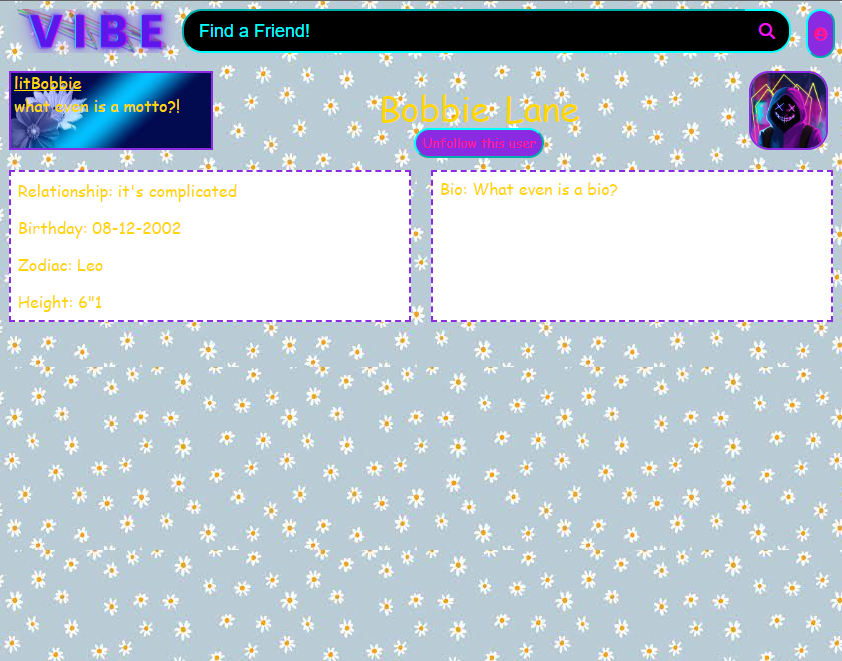 VIBE
Find a Friend!
litBobbie
what even is a motto?!
Bobbie Lane
Unfollow this user
Relationship: it's complicated
Birthday: 08-12-2002
Zodiac: Leo
Height: 6"1
Bio: What even is a bio?